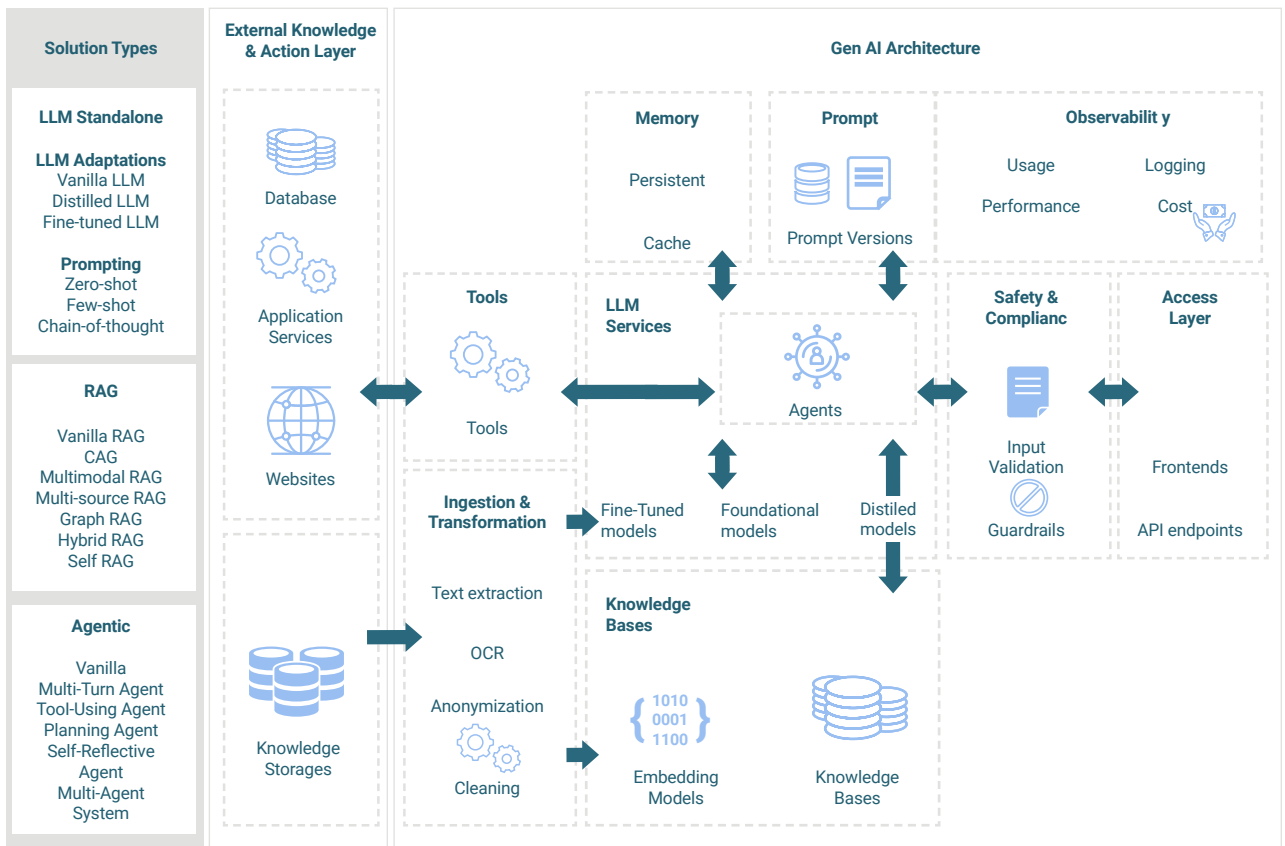 Solution Types
LLM Standalone
LLM Adaptations
Vanilla LLM
Distilled LLM
Fine-tuned LLM
Prompting
Zero-shot
Few-shot
Chain-of-thought
RAG
Vanilla RAG
CAG
Multimodal RAG
Multi-source RAG
Graph RAG
Hybrid RAG
Self RAG
Agentic
Vanilla
Multi-Turn Agent
Tool-Using Agent
Planning Agent
Self-Reflective
Agent
Multi-Agent
System
External Knowledge
& Action Layer
Database
Application
Services
Websites
Knowledge
Storages
Gen AI Architecture
Memory
Persistent
Cache
Prompt
Prompt Versions
Observabilit y
Usage
Logging
Performance
Cost
Tools
Tools
LLM
Services
Agents
Fine-Tuned
models
Foundational
models
Distiled
models
Safety &
Complianc
Input
Validation
Guardrails
Access
Layer
Frontends
API endpoints
Ingestion &
Transformation
Text extraction
OCR
Anonymization
Cleaning
Knowledge
Bases
1010
0001
1100
Embedding
Models
Knowledge
Bases